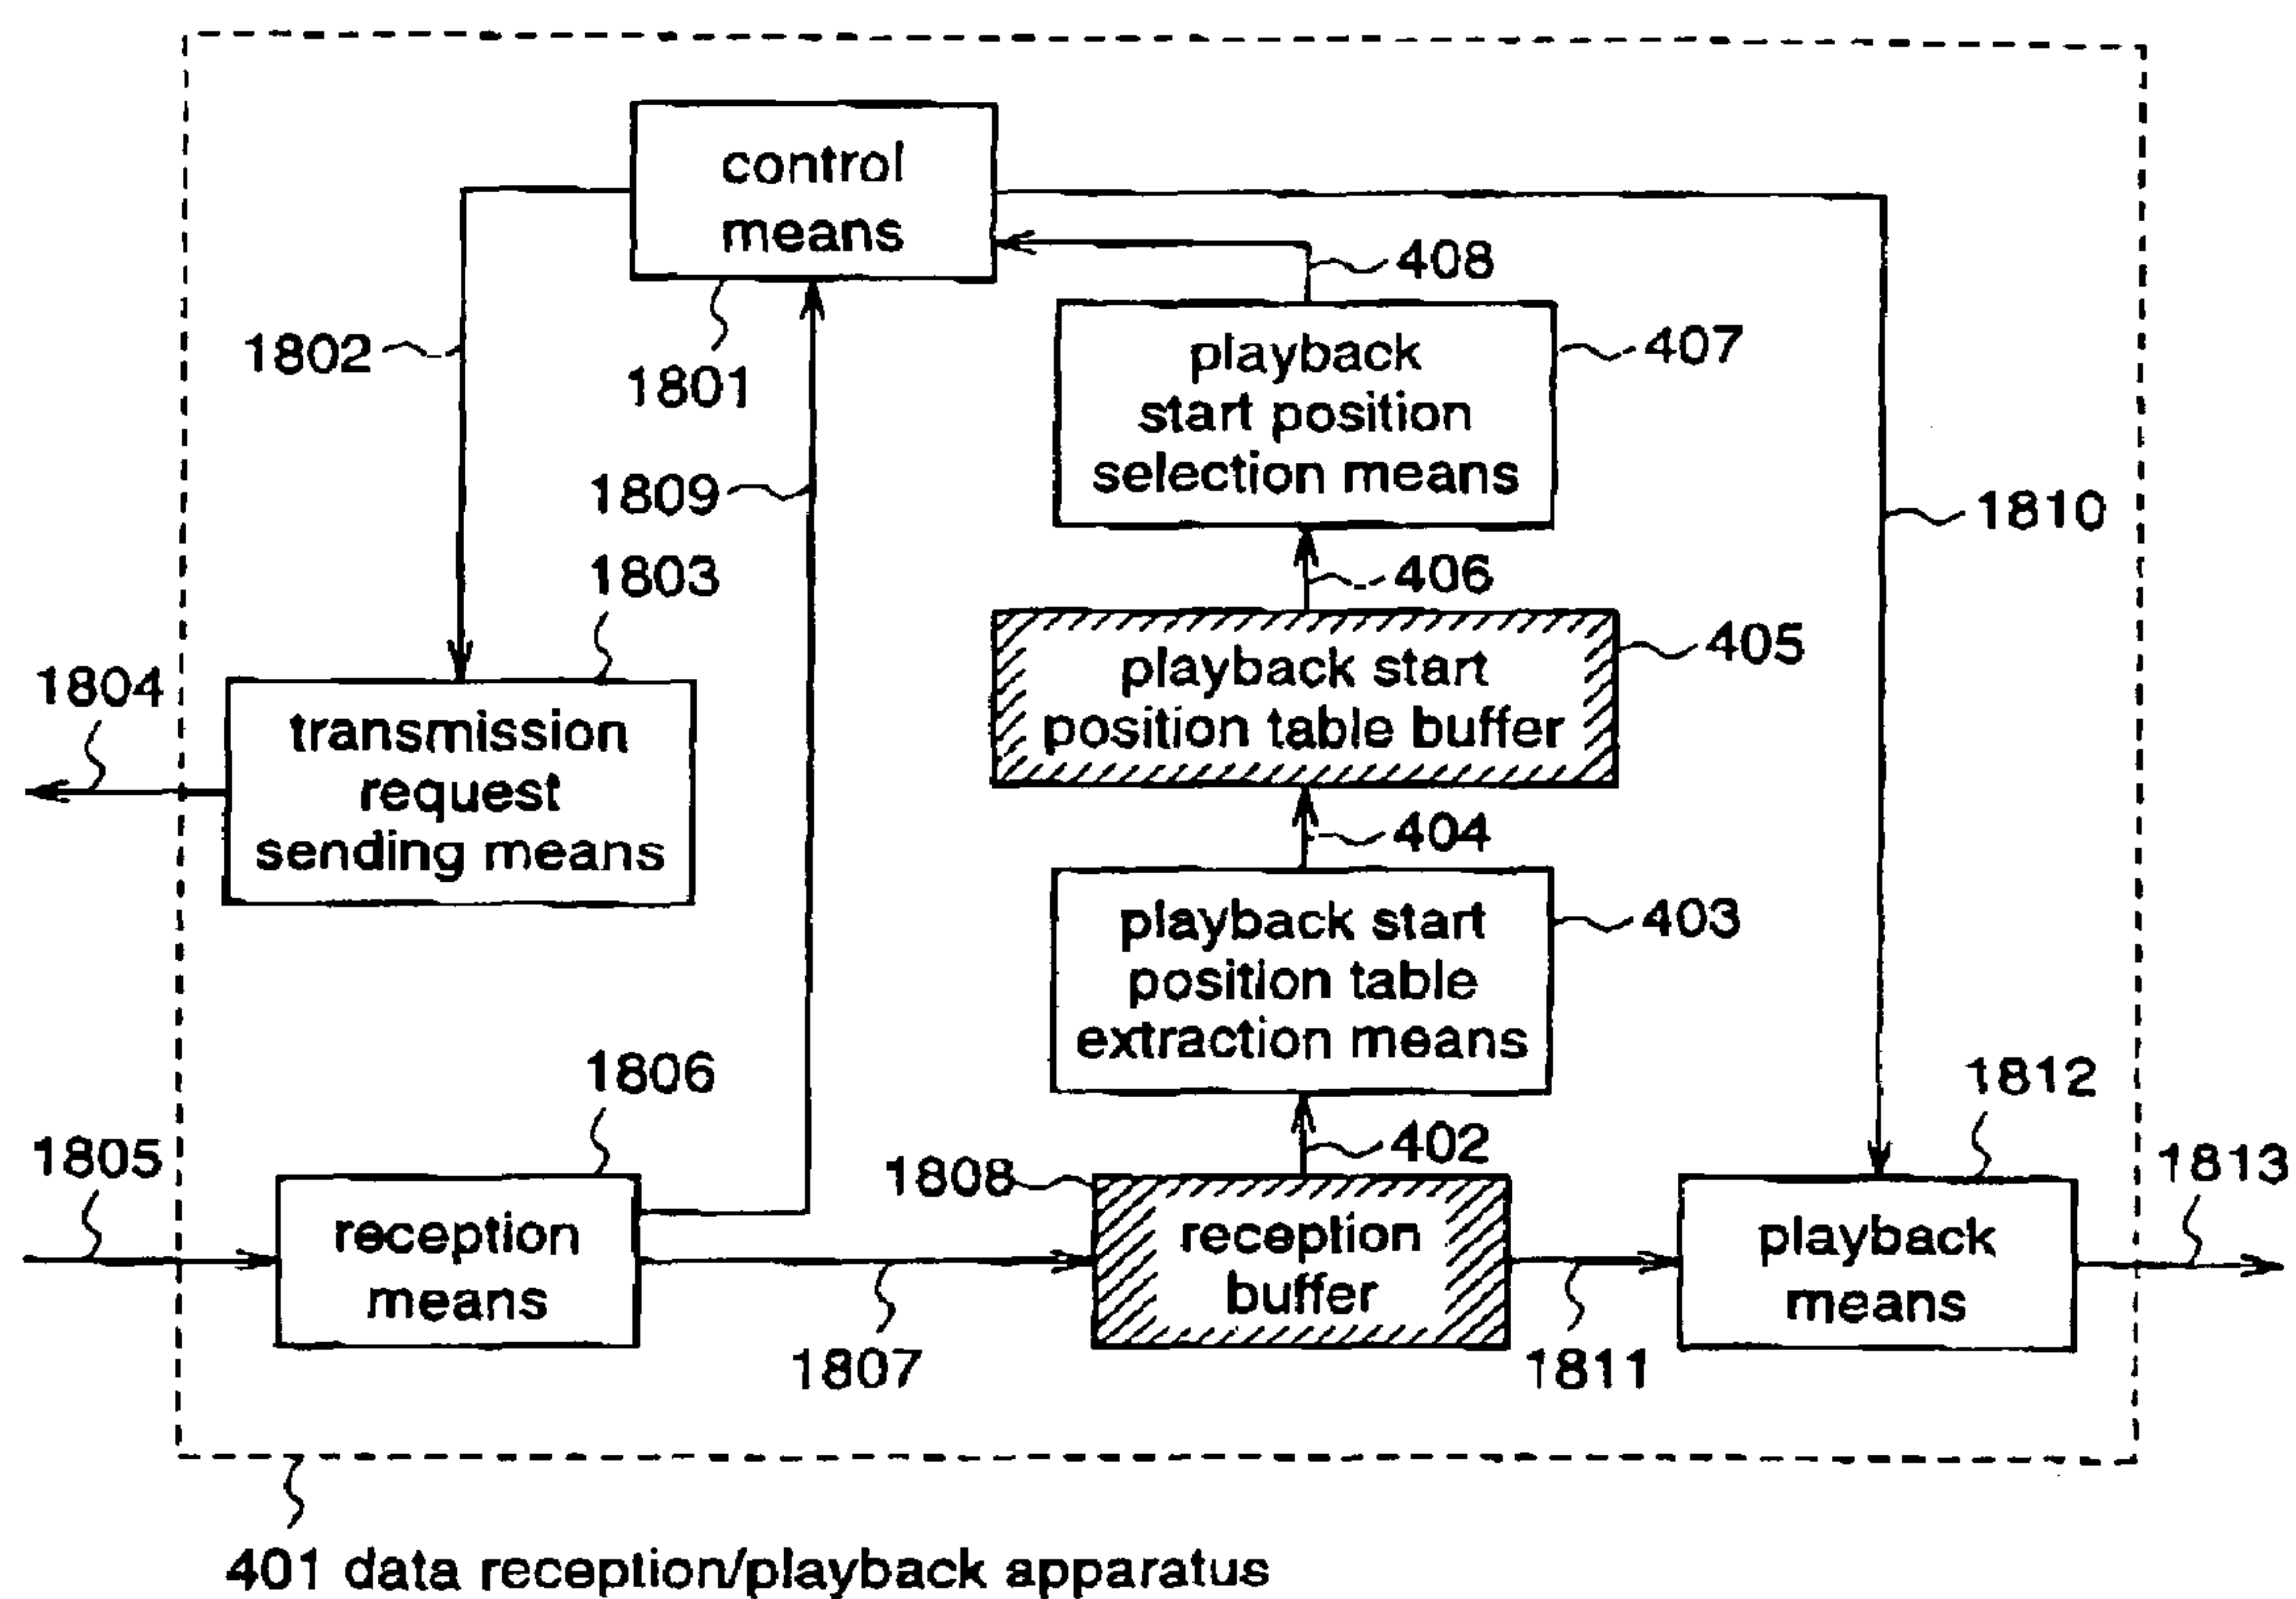 control
means
408
1802
1801
playback
start position
selection means
407
1809
1810
406
1803
playback start
position table buffer
405
1804
transmission
request
sending means
404
playback start
position table
extraction means
403
1806
1812
402
1805
1808
1813
reception
means
reception
buffer
playback
means
1807
1811
401 data reception/playback apparatus